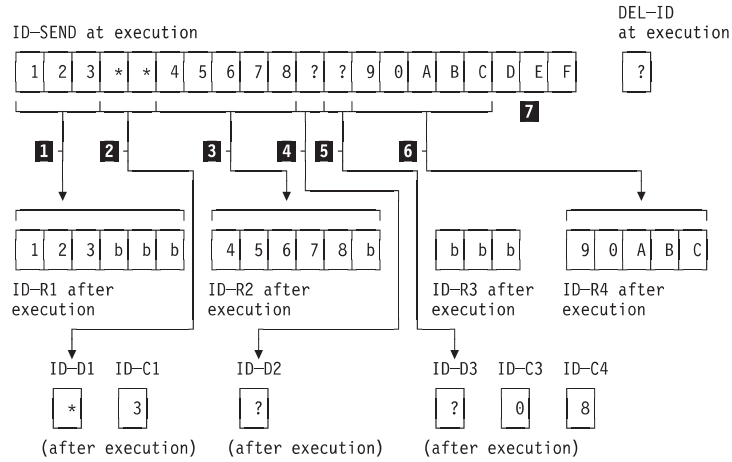 DEL—ID
ID—SEND at execution
at execution
1 2 3 * * 4 5 6 7 8 ? ? 9 0 A B C D E F
?
7
1 2 3 4 5 6
1 2 3 b b b
4 5 6 7 8 b
b b b
9 0 A B C
ID—R1 after execution
ID—R2 after execution
ID—R3 after execution
ID—R4 after execution
ID—D1 ID—C1 ID—D2 ID—D3 ID—C3 ID—C4
* 3 ? ? 0 8
(after execution) (after execution) (after execution)